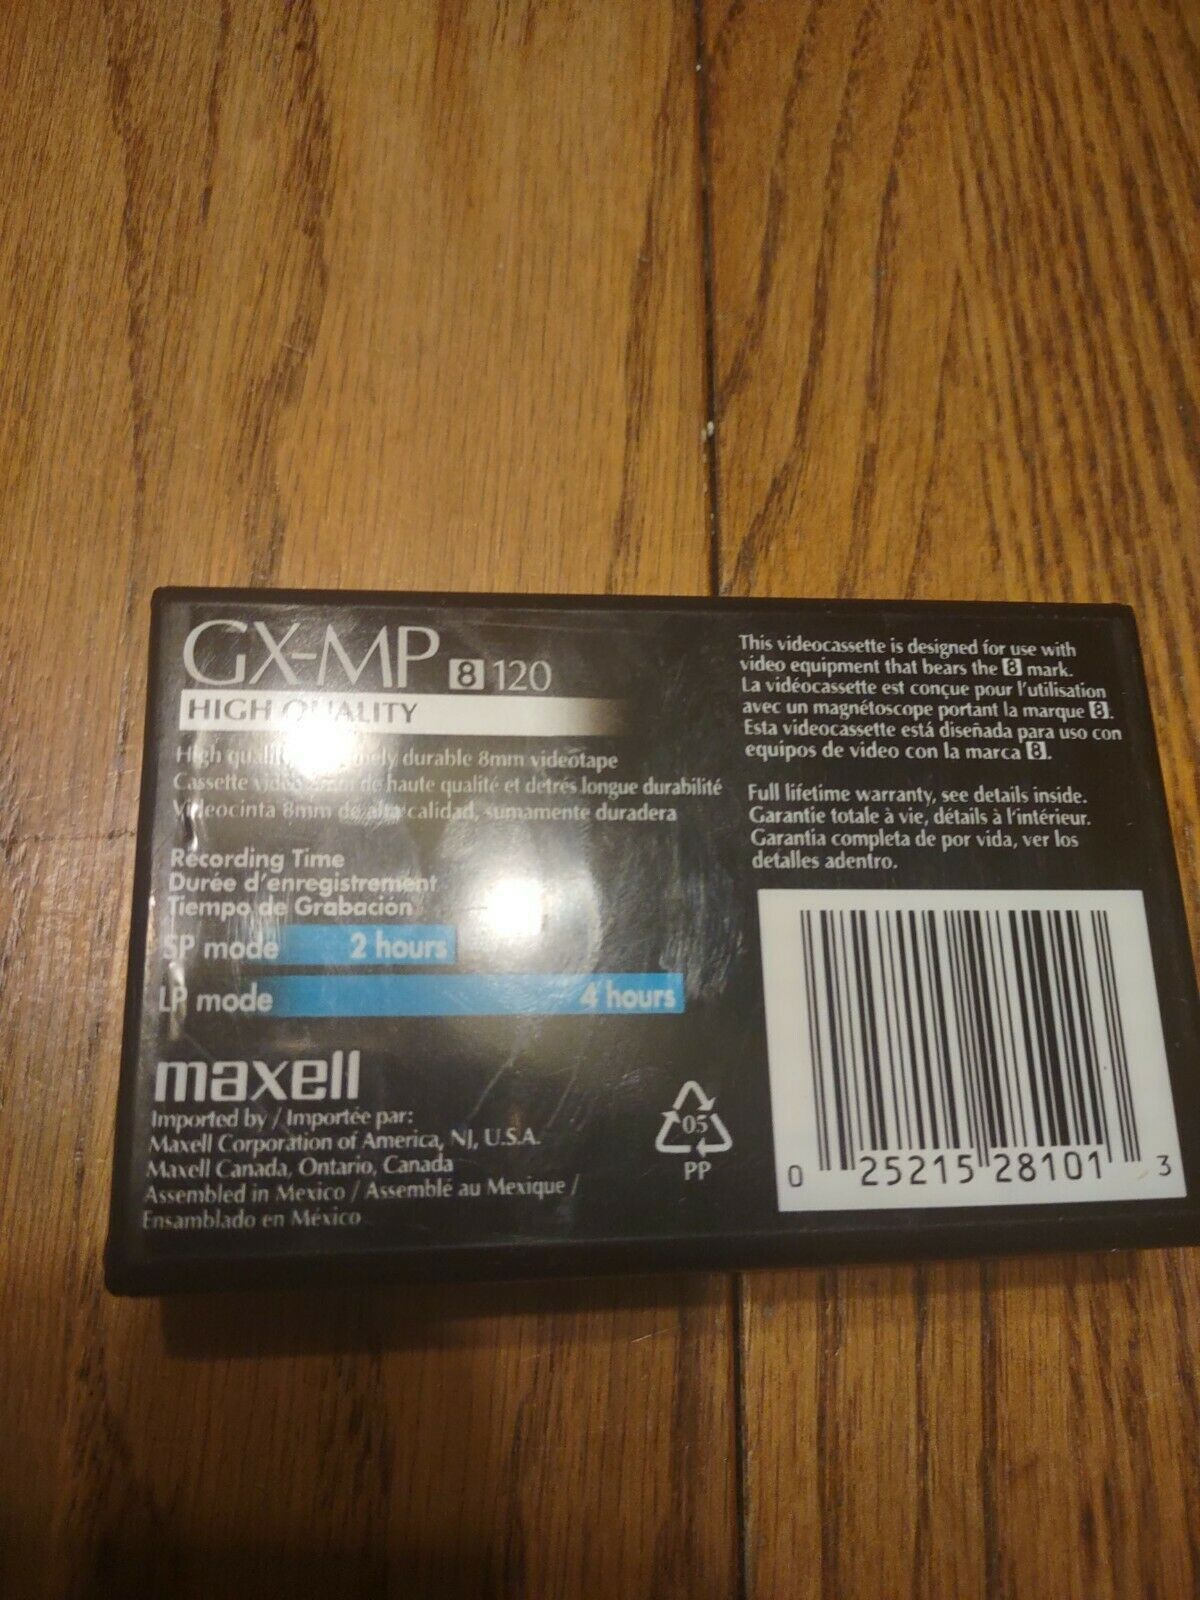 GX-MP 8 120
HIGH QUALITY
High durable 8mm videotape
Cassette 8mm de haute qualité et detrés longue durabilité
Videocinta 8mm de alta calidad, sumamente duradera
Recording Time
Durée d'enregistrement
Tiempo de Grabación
SP mode 2 hours
LP mode 4 hours
maxell
Imported by / Importée par:
Maxell Corporation of America, NJ, U.S.A.
Maxell Canada, Ontario, Canada
Assembled in Mexico / Assemblé au Mexique /
Ensamblado en México
This videocassette is designed for use with
video equipment that bears the 8 mark.
La vidéocassette est conçue pour l'utilisation
avec un magnétoscope portant la marque 8.
Esta videocassette está diseñada para uso con
equipos de video con la marca 8.
Full lifetime warranty, see details inside.
Garantie totale à vie, détails à l'intérieur.
Garantía completa de por vida, ver los
detalles adentro.
05
PP
0 25215 28101 3